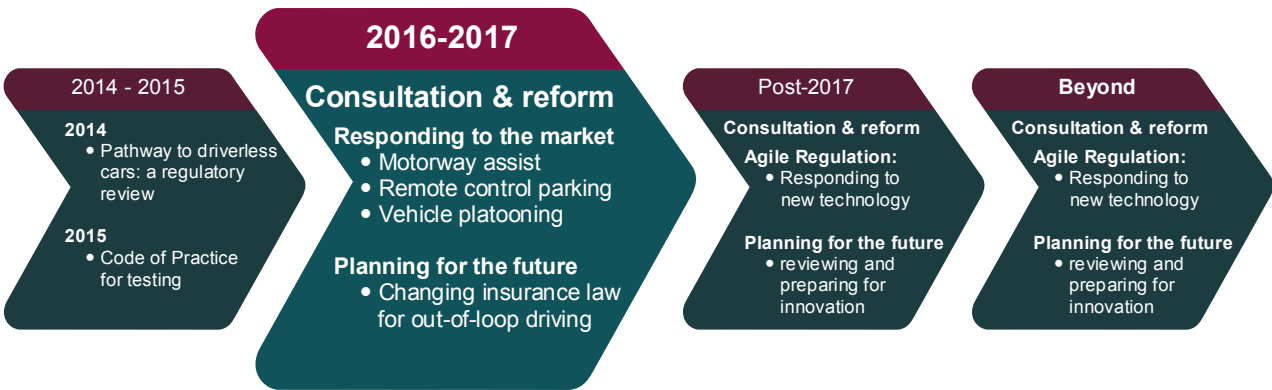 2014 - 2015
2014
• Pathway to driverless
cars: a regulatory
review
2015
• Code of Practice
for testing
2016-2017
Consultation & reform
Responding to the market
• Motorway assist
• Remote control parking
• Vehicle platooning
Planning for the future
• Changing insurance law
for out-of-loop driving
Post-2017
Consultation & reform
Agile Regulation:
• Responding to
new technology
Planning for the future
• reviewing and
preparing for
innovation
Beyond
Consultation & reform
Agile Regulation:
• Responding to
new technology
Planning for the future
• reviewing and
preparing for
innovation